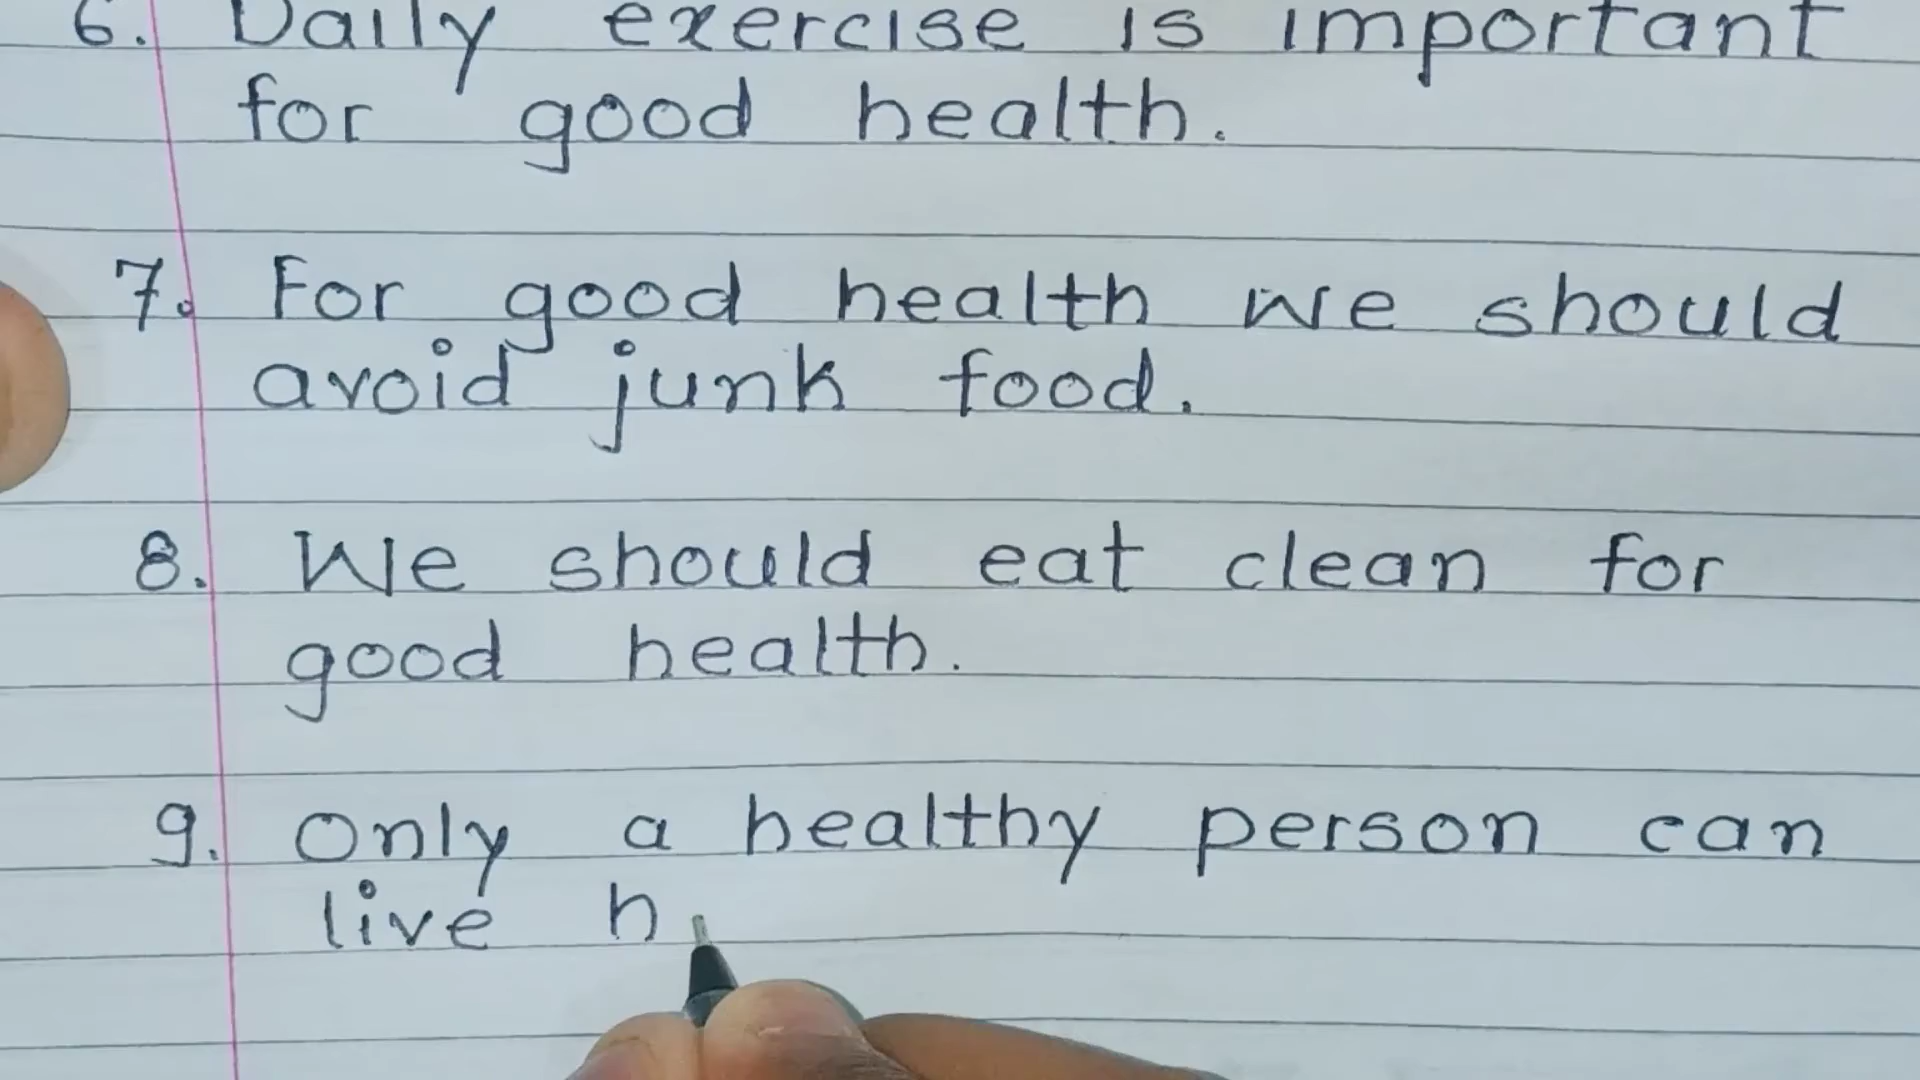 6. Daily exercise is important
for good health.
7. For good health we should
avoid junk food.
8. We should eat clean for
good health.
9. Only a healthy person can
live h